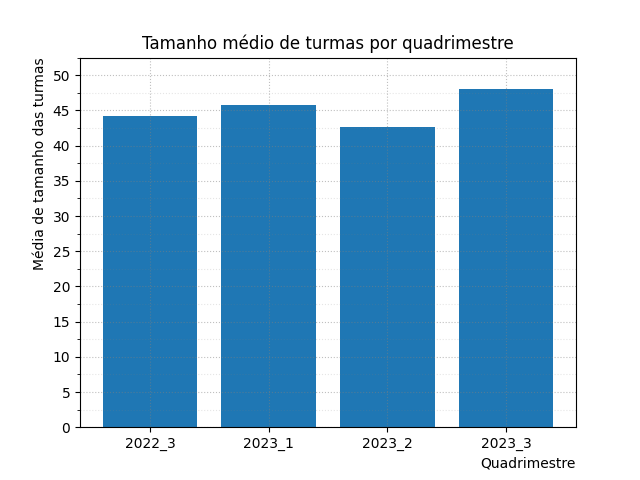 Tamanho médio de turmas por quadrimestre
Média de tamanho das turmas
50
45
40
35
30
25
20
15
10
5
0
2022_3 2023_1 2023_2 2023_3
Quadrimestre